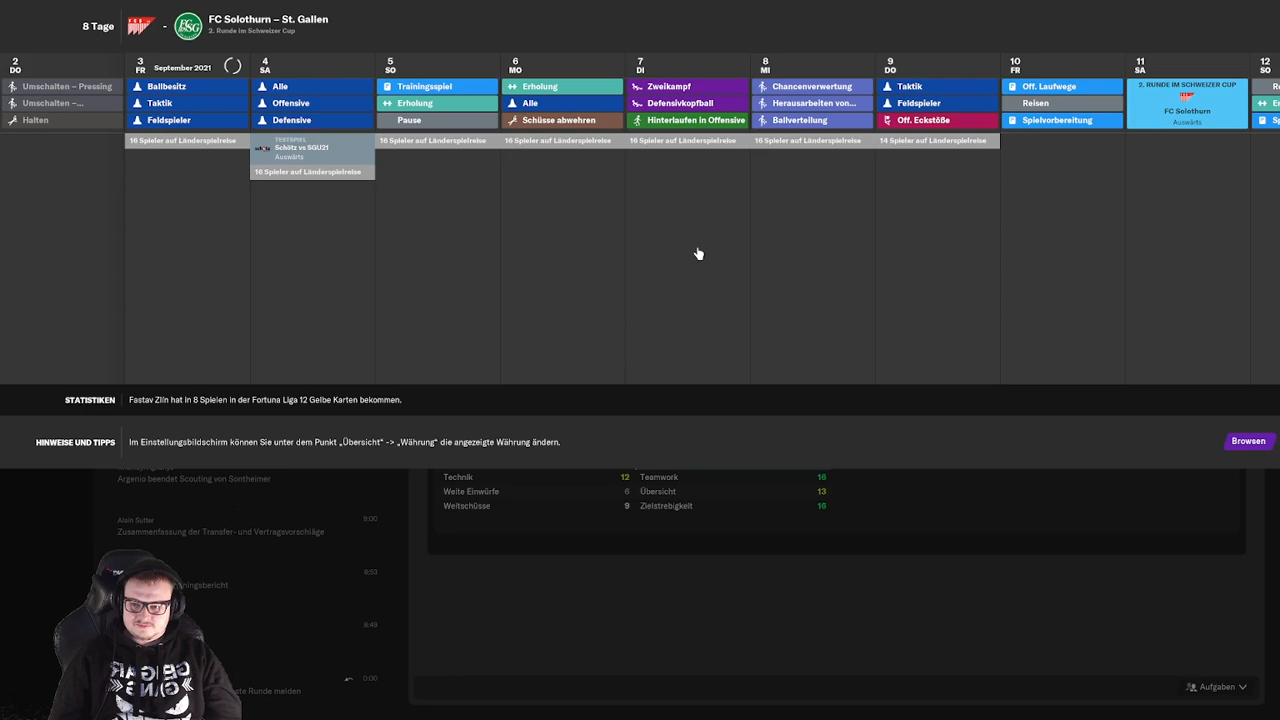 8 Tage
-
FC Solothurn – St. Gallen
2. Runde im Schweizer Cup
2
DO
Umschalten – Pressing
Umschalten –...
Halten
3
FR
September 2021
Ballbesitz
Taktik
Feldspieler
16 Spieler auf Länderspielreise
4
SA
Alle
Offensive
Defensive
TESTSPIEL
Schötz vs SGU21
Auswärts
16 Spieler auf Länderspielreise
5
SO
Trainingsspiel
Erholung
Pause
16 Spieler auf Länderspielreise
6
MO
Erholung
Alle
Schüsse abwehren
16 Spieler auf Länderspielreise
7
DI
Zweikampf
Defensivkopfball
Hinterlaufen in Offensive
16 Spieler auf Länderspielreise
8
MI
Chancenverwertung
Herausarbeiten von...
Ballverteilung
16 Spieler auf Länderspielreise
9
DO
Taktik
Feldspieler
Off. Eckstöße
14 Spieler auf Länderspielreise
10
FR
Off. Laufwege
Reisen
Spielvorbereitung
11
SA
2. RUNDE IM SCHWEIZER CUP
FC Solothurn
Auswärts
12
SO
STATISTIKEN
Fastav Zlín hat in 8 Spielen in der Fortuna Liga 12 Gelbe Karten bekommen.
HINWEISE UND TIPPS
Im Einstellungsbildschirm können Sie unter dem Punkt „Übersicht“ -> „Währung“ die angezeigte Währung ändern.
Browsen
Argenio beendet Scouting von Sontheimer
Alain Sutter
9:00
Zusammenfassung der Transfer- und Vertragsvorschläge
8:53
ningsbericht
8:49
0:00
ste Runde melden
Technik 12 Teamwork 16
Weite Einwürfe 6 Übersicht 13
Weitschüsse 9 Zielstrebigkeit 16
Aufgaben